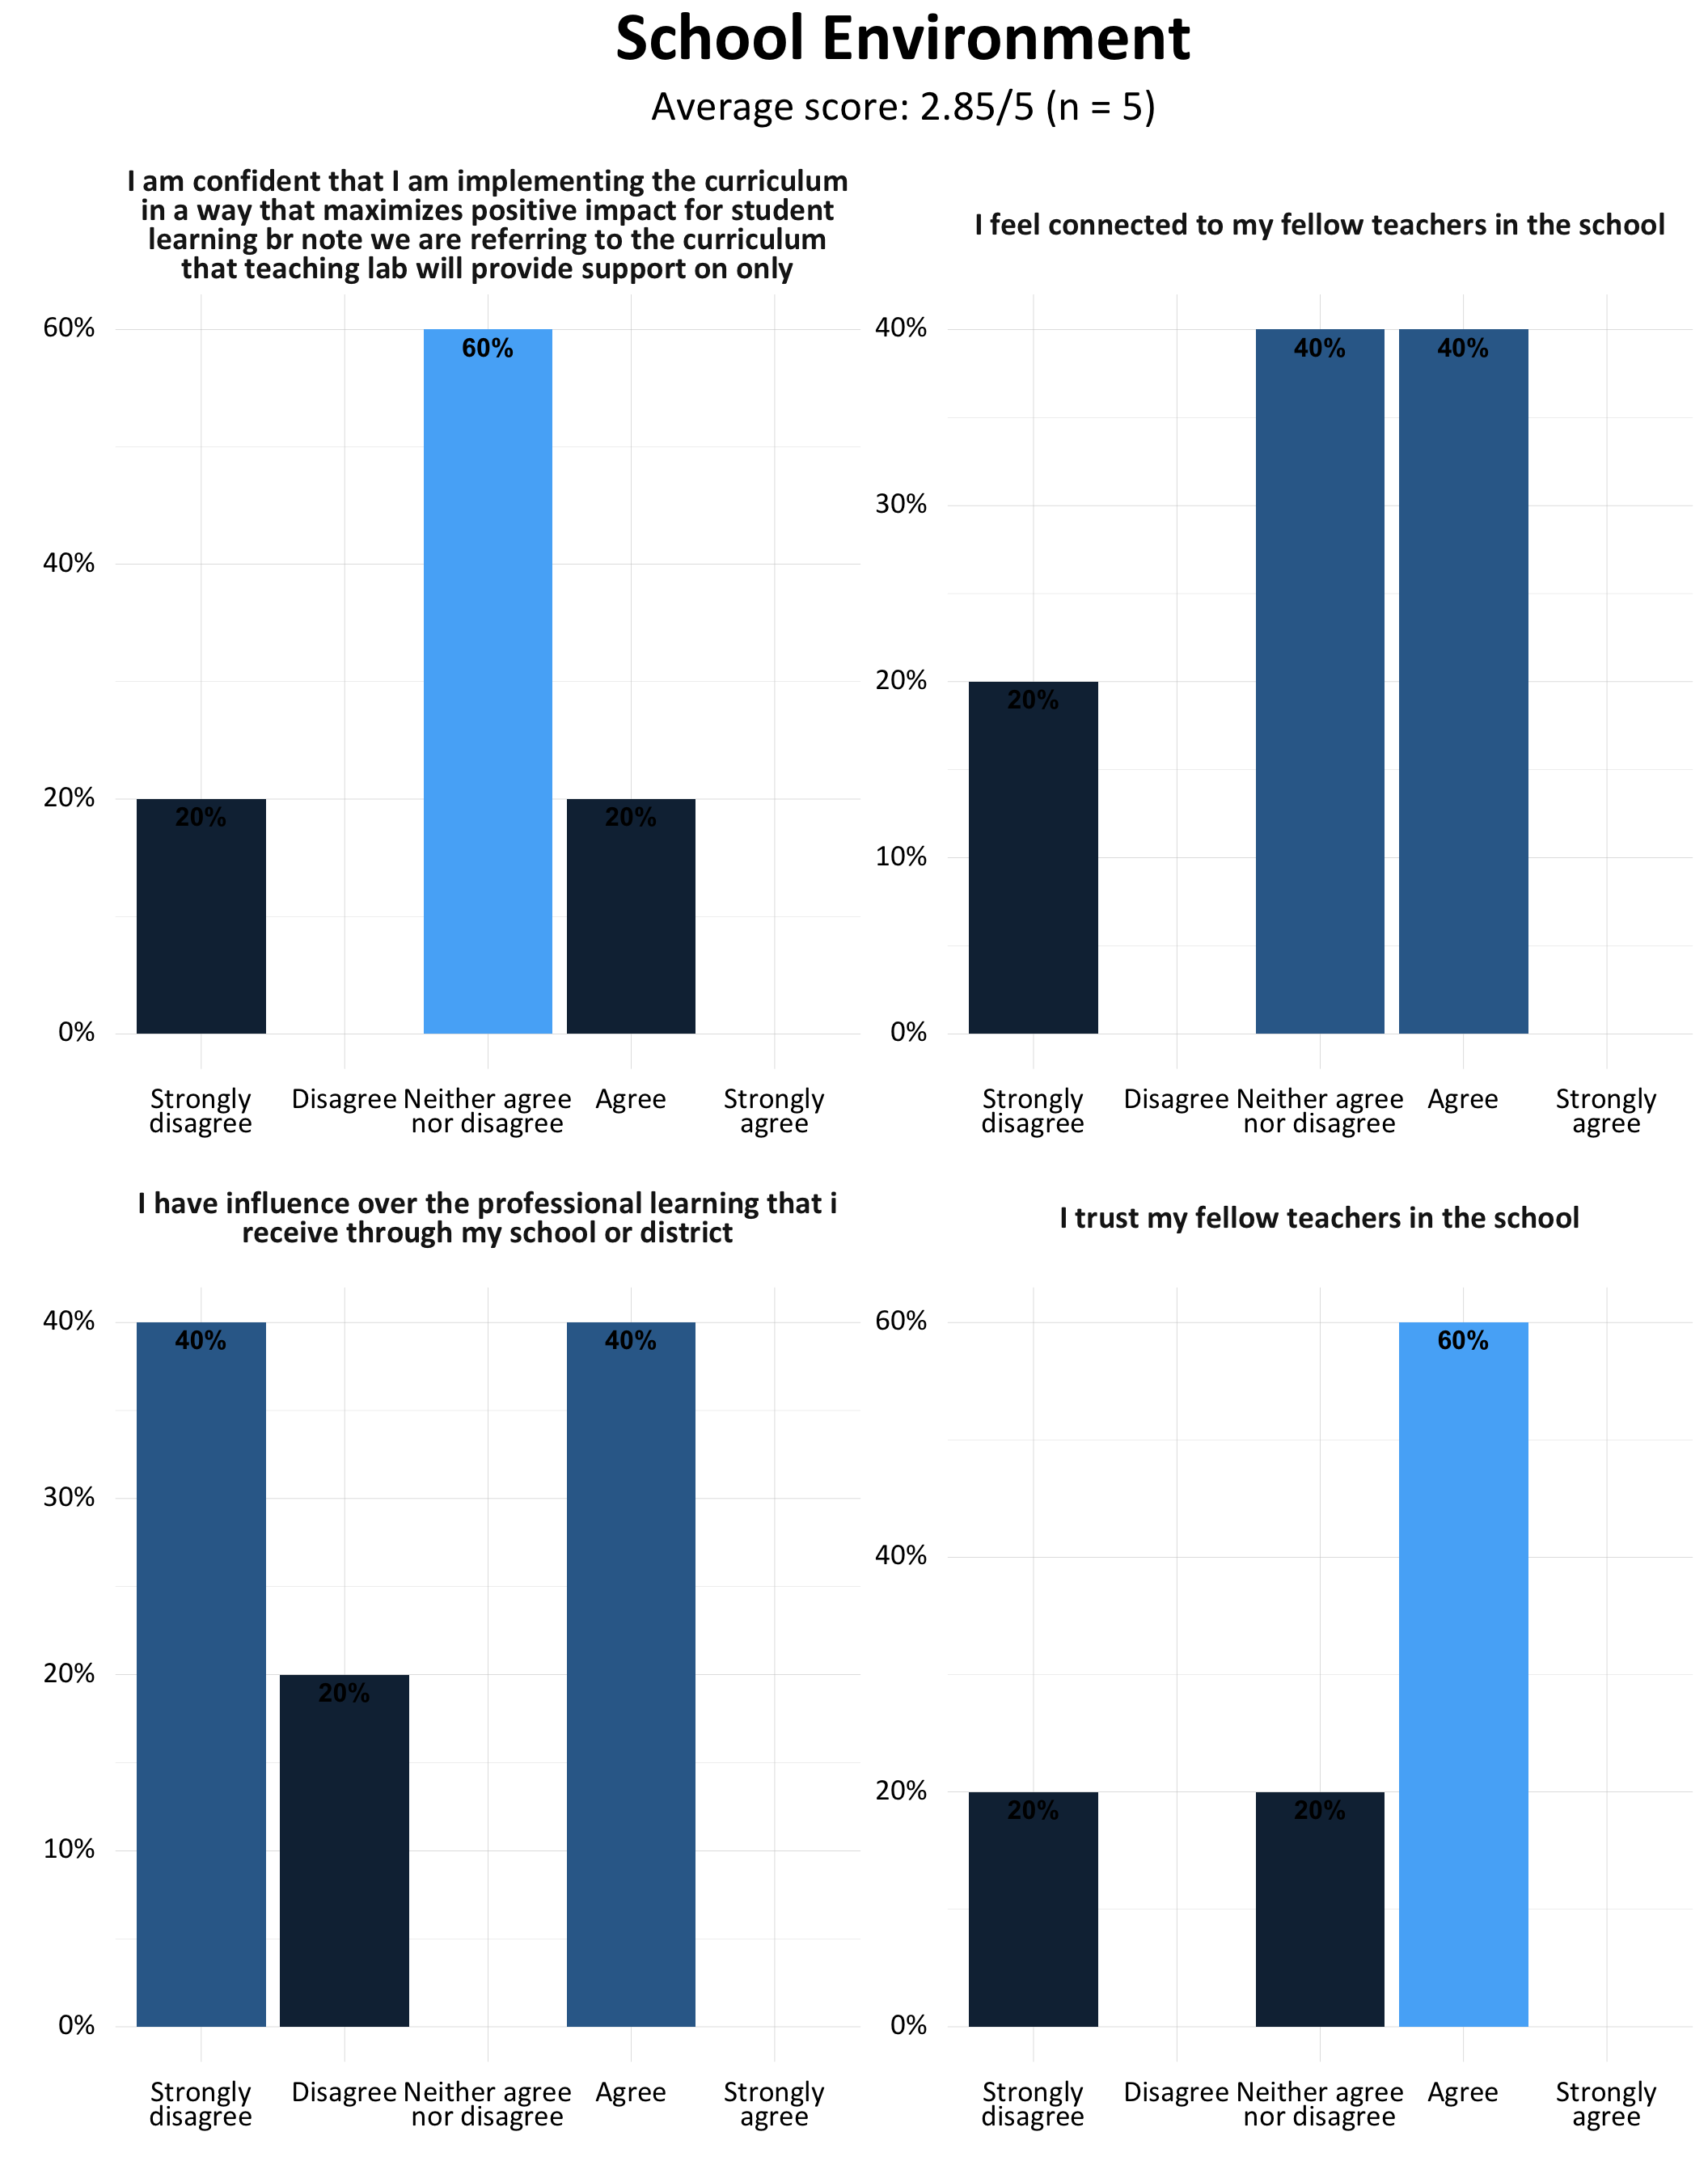 School Environment
Average score: 2.85/5 (n = 5)
I am confident that I am implementing the curriculum
in a way that maximizes positive impact for student
learning br note we are referring to the curriculum
that teaching lab will provide support on only
60%
40%
20%
0%
20%
60%
20%
Strongly
disagree
Disagree
Neither agree
nor disagree
Agree
Strongly
agree
I feel connected to my fellow teachers in the school
40%
30%
20%
10%
0%
20%
40%
40%
Strongly
disagree
Disagree
Neither agree
nor disagree
Agree
Strongly
agree
I have influence over the professional learning that i
receive through my school or district
40%
30%
20%
10%
0%
40%
20%
40%
Strongly
disagree
Disagree
Neither agree
nor disagree
Agree
Strongly
agree
I trust my fellow teachers in the school
60%
40%
20%
0%
20%
20%
60%
Strongly
disagree
Disagree
Neither agree
nor disagree
Agree
Strongly
agree